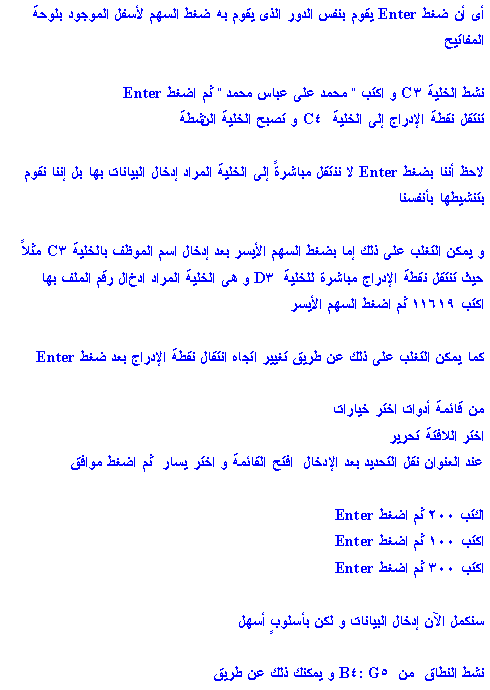 أى أن ضغط Enter يقوم بنفس الدور الذى يقوم به ضغط السهم لأسفل الموجود بلوحة
المفاتيح
نشط الخلية C٣ و اكتب " محمد على عباس محمد " ثم اضغط Enter
تنتقل نقطة الإدراج إلى الخلية C٤ و تصبح الخلية النشطة
لاحظ أننا بضغط Enter لا ننتقل مباشرةً إلى الخلية المراد إدخال البيانات بها بل إننا نقوم
بتنشيطها بأنفسنا
و يمكن التغلب على ذلك إما بضغط السهم الأيسر بعد إدخال اسم الموظف بالخلية C٣ مثلاً
حيث تنتقل نقطة الإدراج مباشرة للخلية D٣ و هى الخلية المراد ادخال رقم الملف بها
اكتب ١١٦١٩ ثم اضغط السهم الأيسر
كما يمكن التغلب على ذلك عن طريق تغيير اتجاه انتقال نقطة الإدراج بعد ضغط Enter
من قائمة أدوات اختر خيارات
اختر اللافتة تحرير
عند العنوان نقل التحديد بعد الإدخال افتح القائمة و اختر يسار ثم اضغط موافق
اكتب ٢٠٠ ثم اضغط Enter
اكتب ١٠٠ ثم اضغط Enter
اكتب ٣٠٠ ثم اضغط Enter
سنكمل الآن إدخال البيانات و لكن بأسلوبٍ أسهل
نشط النطاق من B٤: G٥ و يمكنك ذلك عن طريق